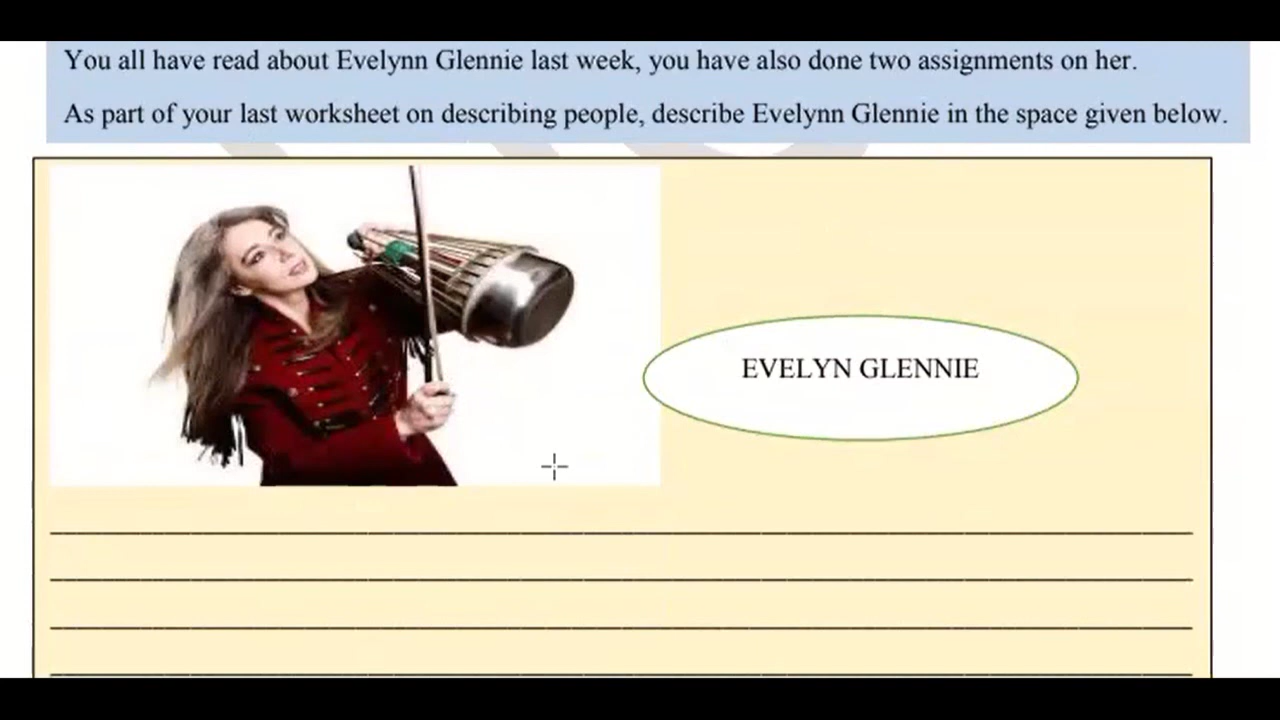 You all have read about Evelynn Glennie last week, you have also done two assignments on her.
As part of your last worksheet on describing people, describe Evelynn Glennie in the space given below.
EVELYN GLENNIE